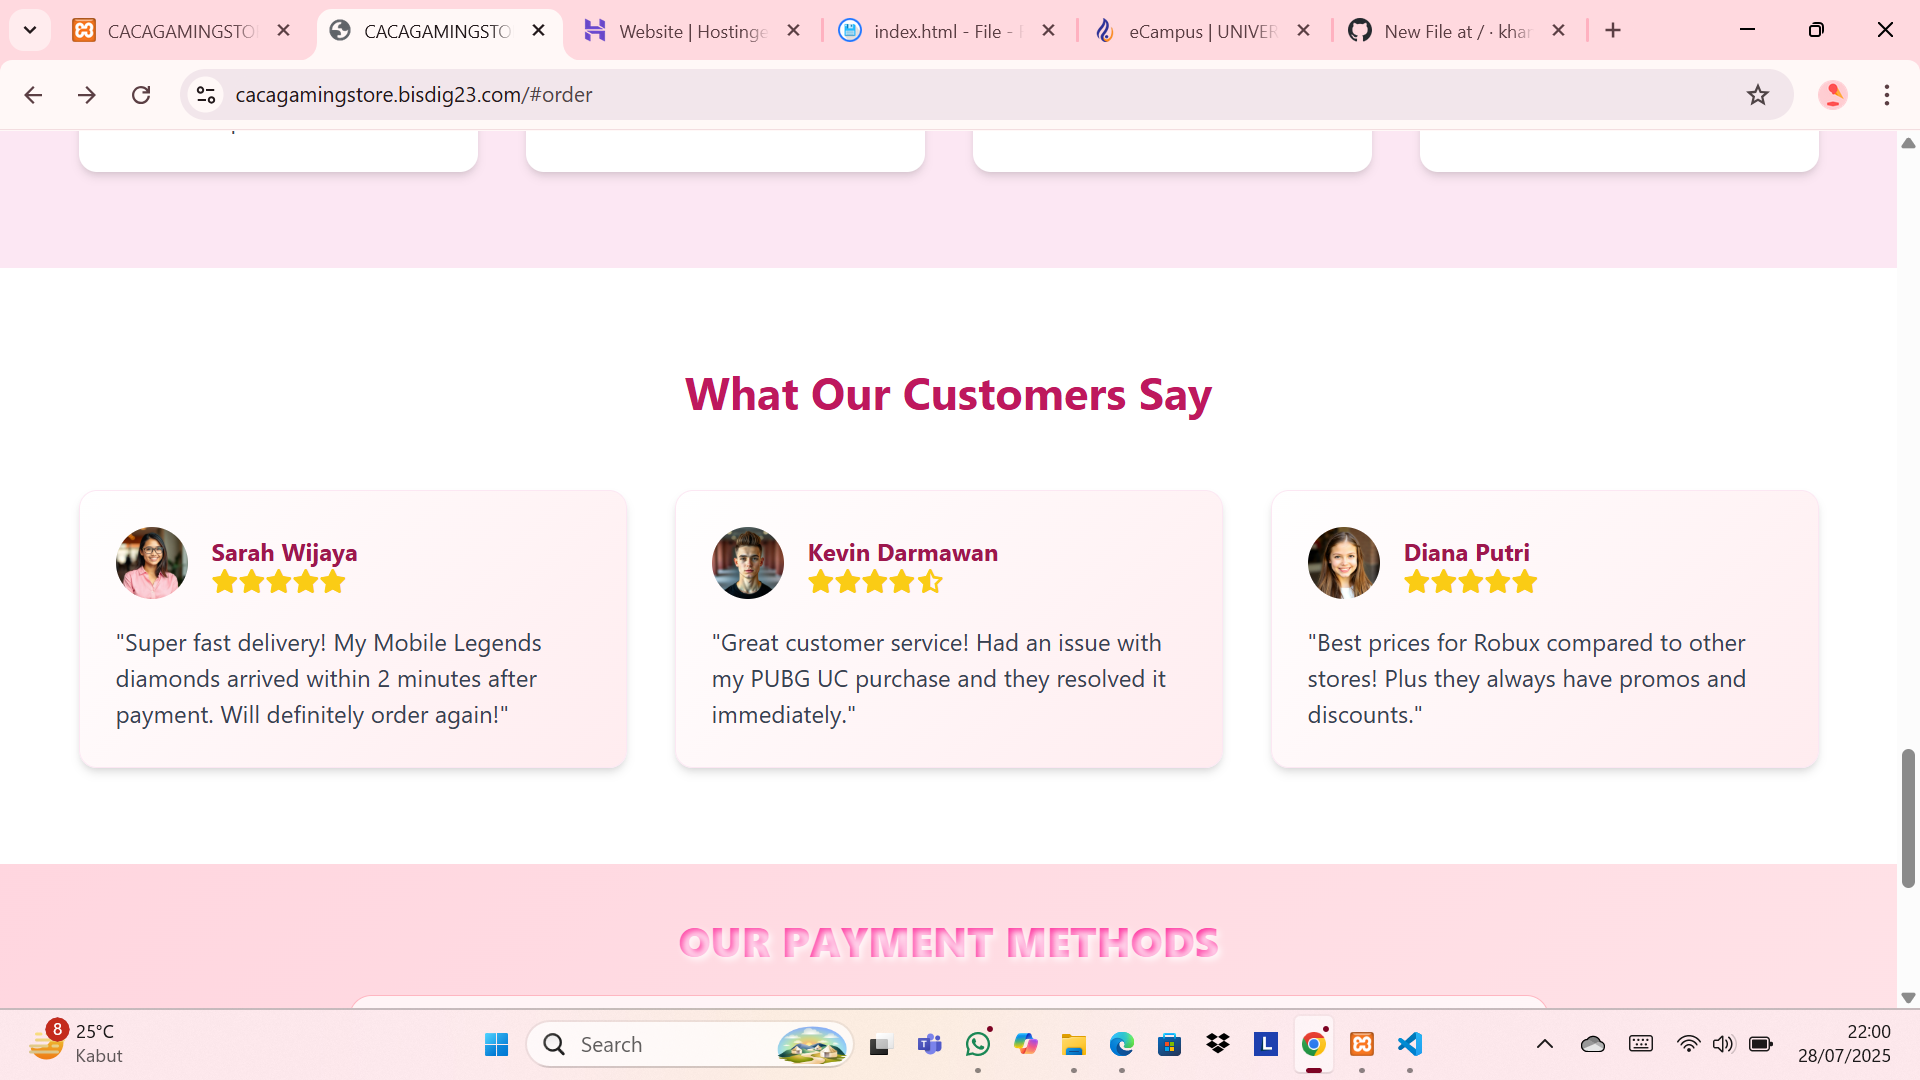 CACAGAMINGSTO
CACAGAMINGSTO
Website | Hostinge
index.html - File -
eCampus | UNIVER
New File at / · khar
cacagamingstore.bisdig23.com/#order
What Our Customers Say
Sarah Wijaya
"Super fast delivery! My Mobile Legends
diamonds arrived within 2 minutes after
payment. Will definitely order again!"
Kevin Darmawan
"Great customer service! Had an issue with
my PUBG UC purchase and they resolved it
immediately."
Diana Putri
"Best prices for Robux compared to other
stores! Plus they always have promos and
discounts."
OUR PAYMENT METHODS
8
25°C
Kabut
Search
L
22:00
28/07/2025